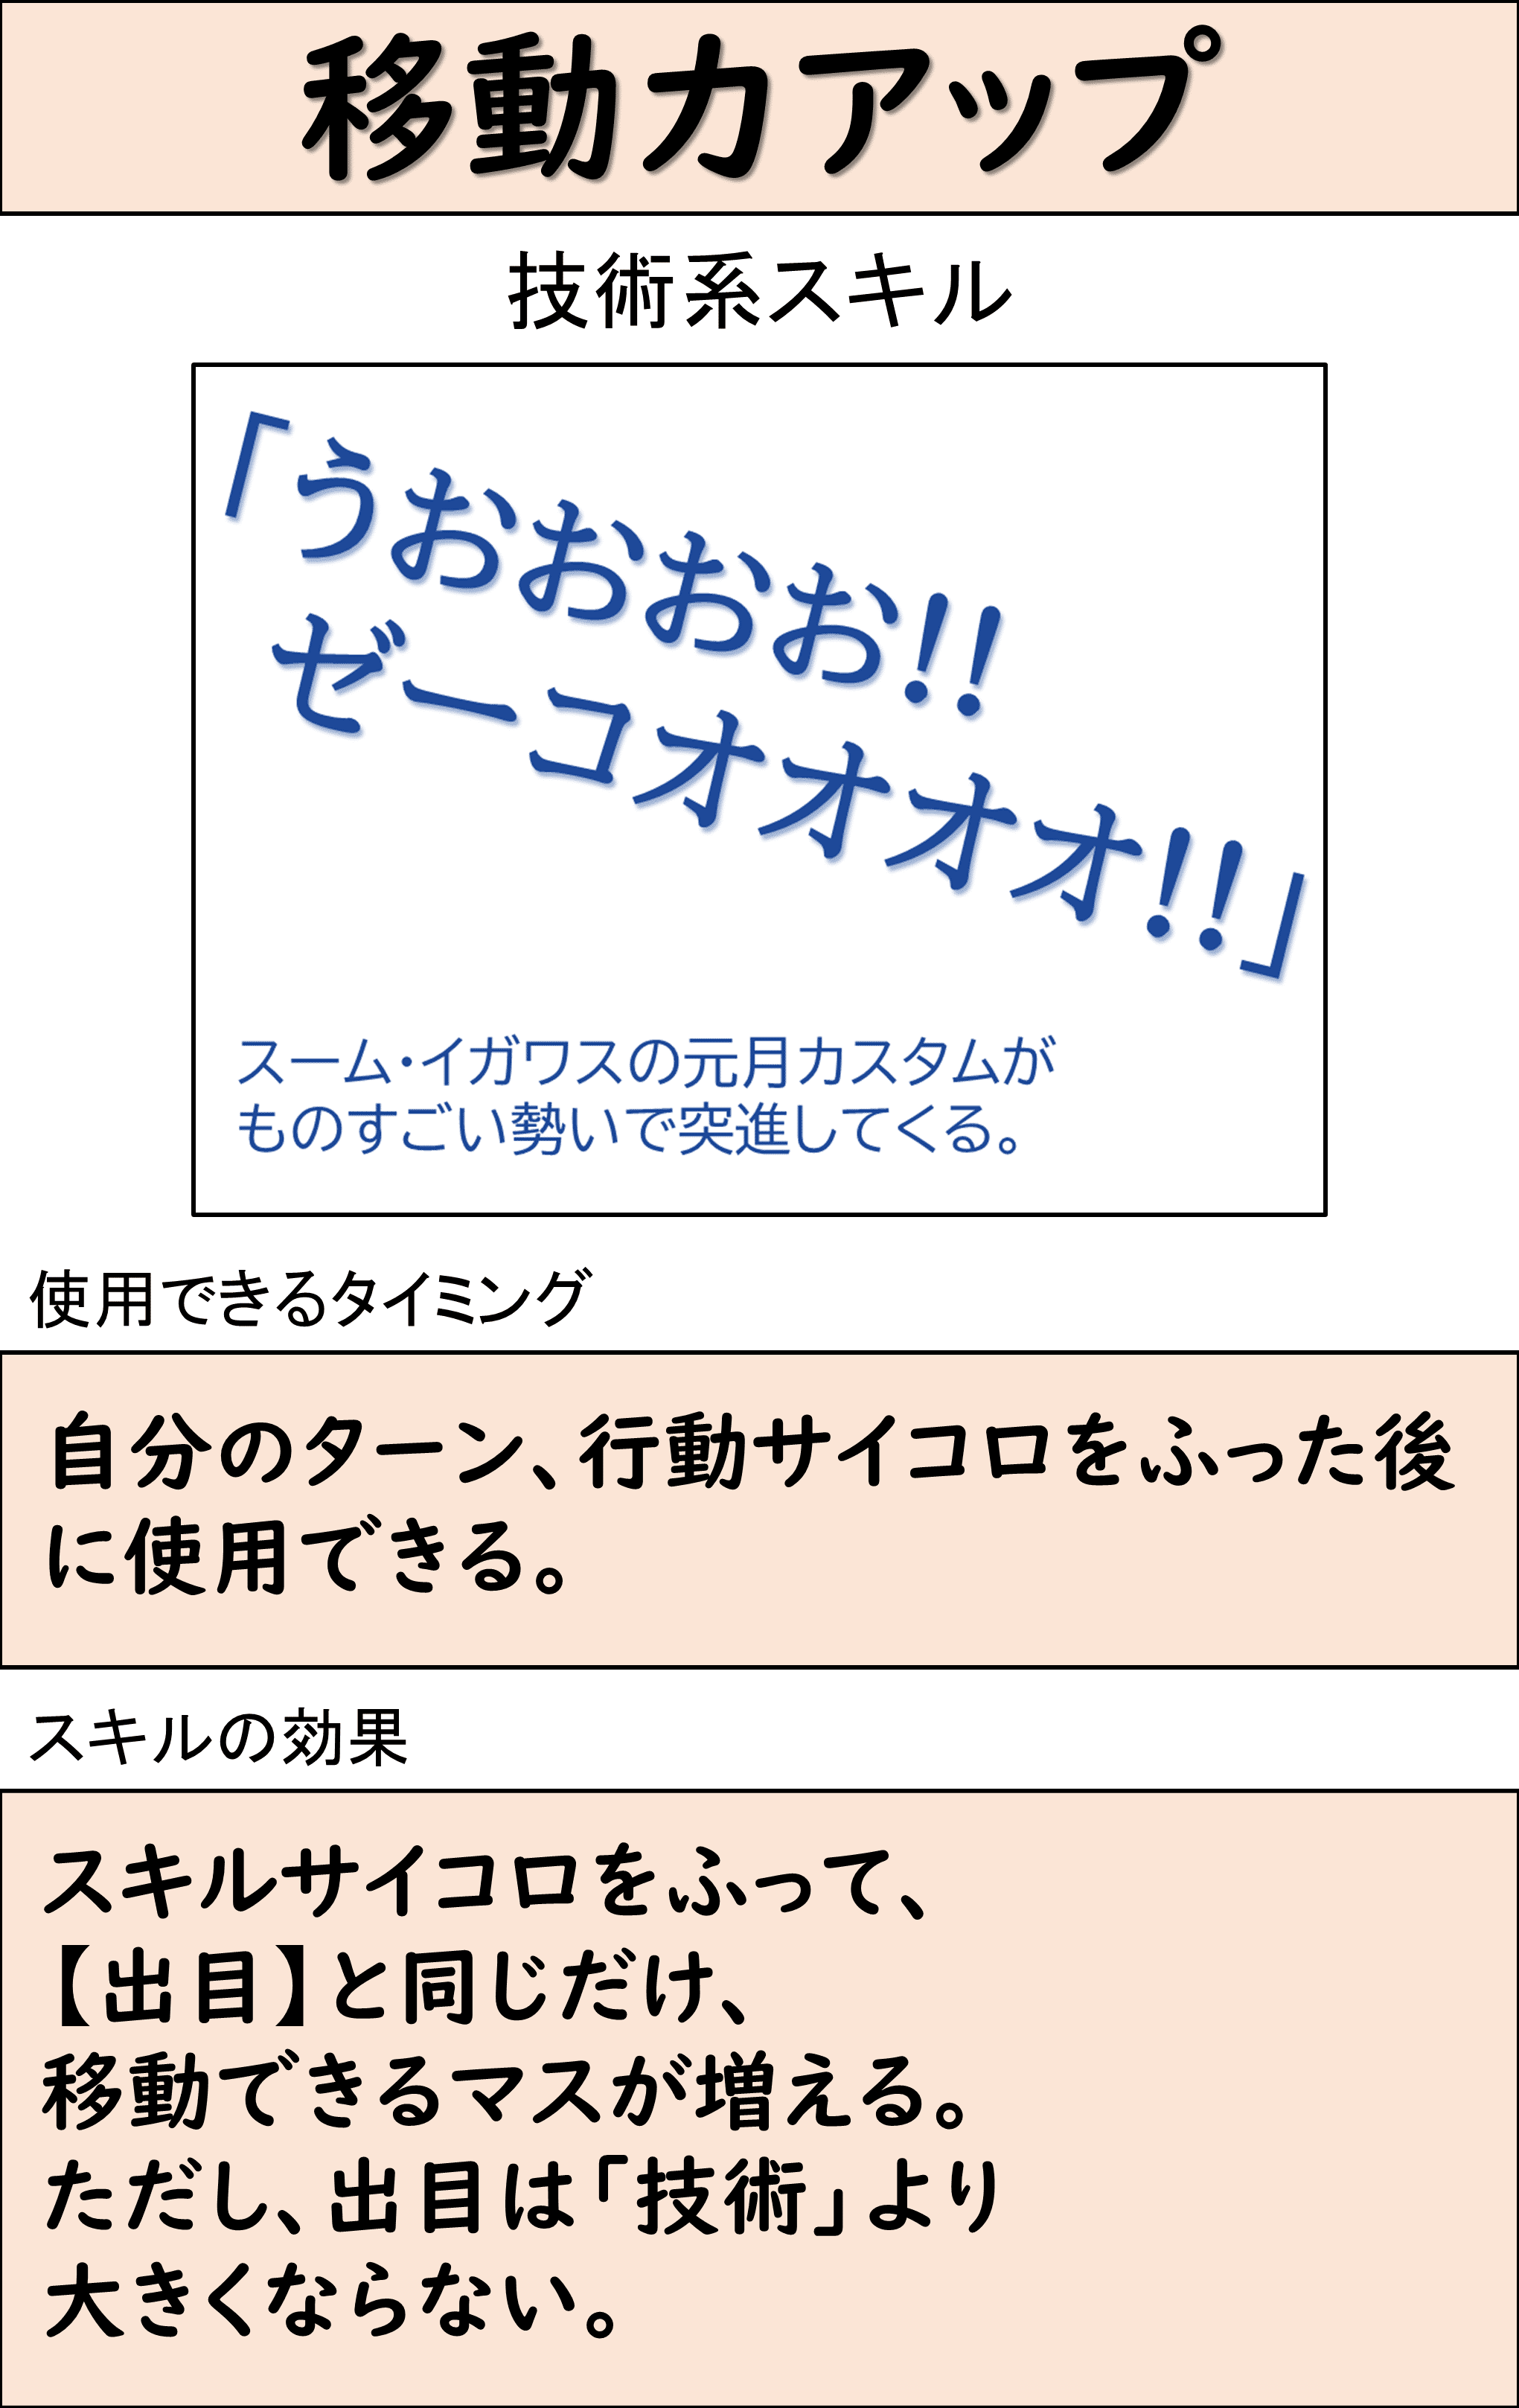 移動力アップ
技術系スキル
「うおおおお!!
ゼーコオオオオ!!」
スーム・イガワスの元月カスタムが
ものすごい勢いで突進してくる。
使用できるタイミング
自分のターン、行動サイコロをふった後
に使用できる。
スキルの効果
スキルサイコロをふって、
【出目】と同じだけ、
移動できるマスが増える。
ただし、出目は「技術」より
大きくならない。